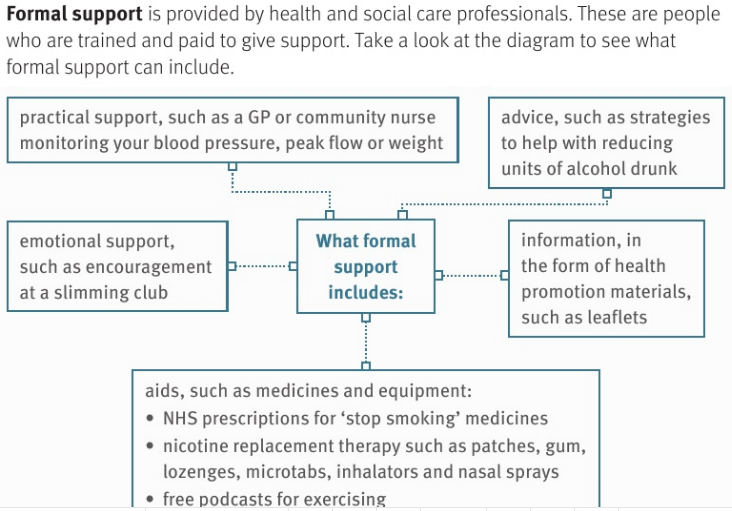 Formal support is provided by health and social care professionals. These are people
who are trained and paid to give support. Take a look at the diagram to see what
formal support can include.
practical support, such as a GP or community nurse
monitoring your blood pressure, peak flow or weight
advice, such as strategies
to help with reducing
units of alcohol drunk
emotional support,
such as encouragement
at a slimming club
What formal
support
includes:
information, in
the form of health
promotion materials,
such as leaflets
aids, such as medicines and equipment:
• NHS prescriptions for ‘stop smoking’ medicines
• nicotine replacement therapy such as patches, gum,
lozenges, microtabs, inhalators and nasal sprays
• free podcasts for exercising